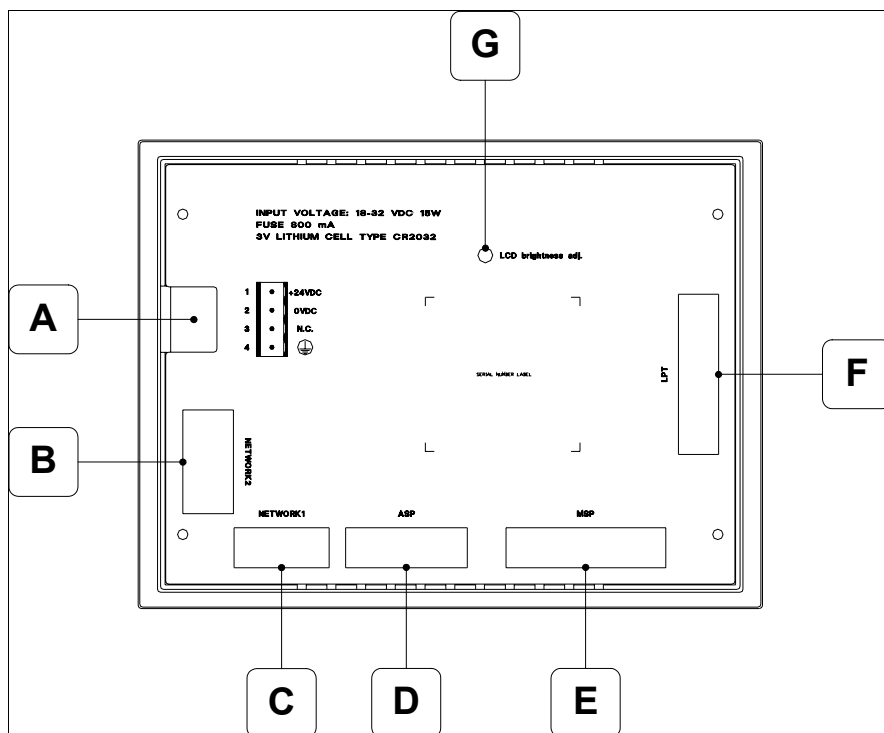 G
INPUT VOLTAGE: 18-32 VDC 15W
FUSE 800 mA
3V LITHIUM CELL TYPE CR2032
LCD brightness adj.
A
1 +24VDC
2 0VDC
3 N.C.
4
SERIAL NUMBER LABEL
LPT
F
B
NETWORK2
NETWORK1
ASP
MSP
C
D
E